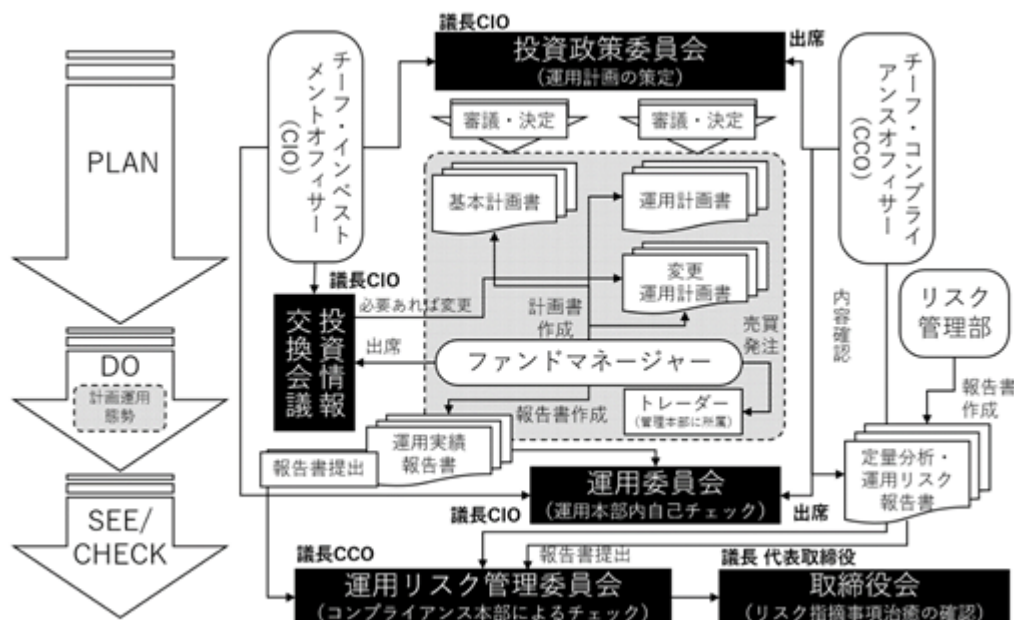 PLAN
DO
計画運用
態勢
SEE/
CHECK
チーフ・インベスト
メントオフィサー
(CIO)
議長CIO
投資政策委員会
(運用計画の策定)
出席
チーフ・コンプライ
アンスオフィサー
(CCO)
審議・決定
審議・決定
基本計画書
運用計画書
変更
運用計画書
議長CIO
投資情報
交換会議
必要あれば変更
出席
計画書
作成
売買
発注
ファンドマネージャー
トレーダー
(管理本部に所属)
報告書作成
内容確認
リスク
管理部
報告書
作成
運用実績
報告書
報告書提出
定量分析・
運用リスク
報告書
運用委員会
(運用本部内自己チェック)
議長CIO
出席
報告書提出
議長CCO
運用リスク管理委員会
(コンプライアンス本部によるチェック)
議長 代表取締役
取締役会
(リスク指摘事項治癒の確認)